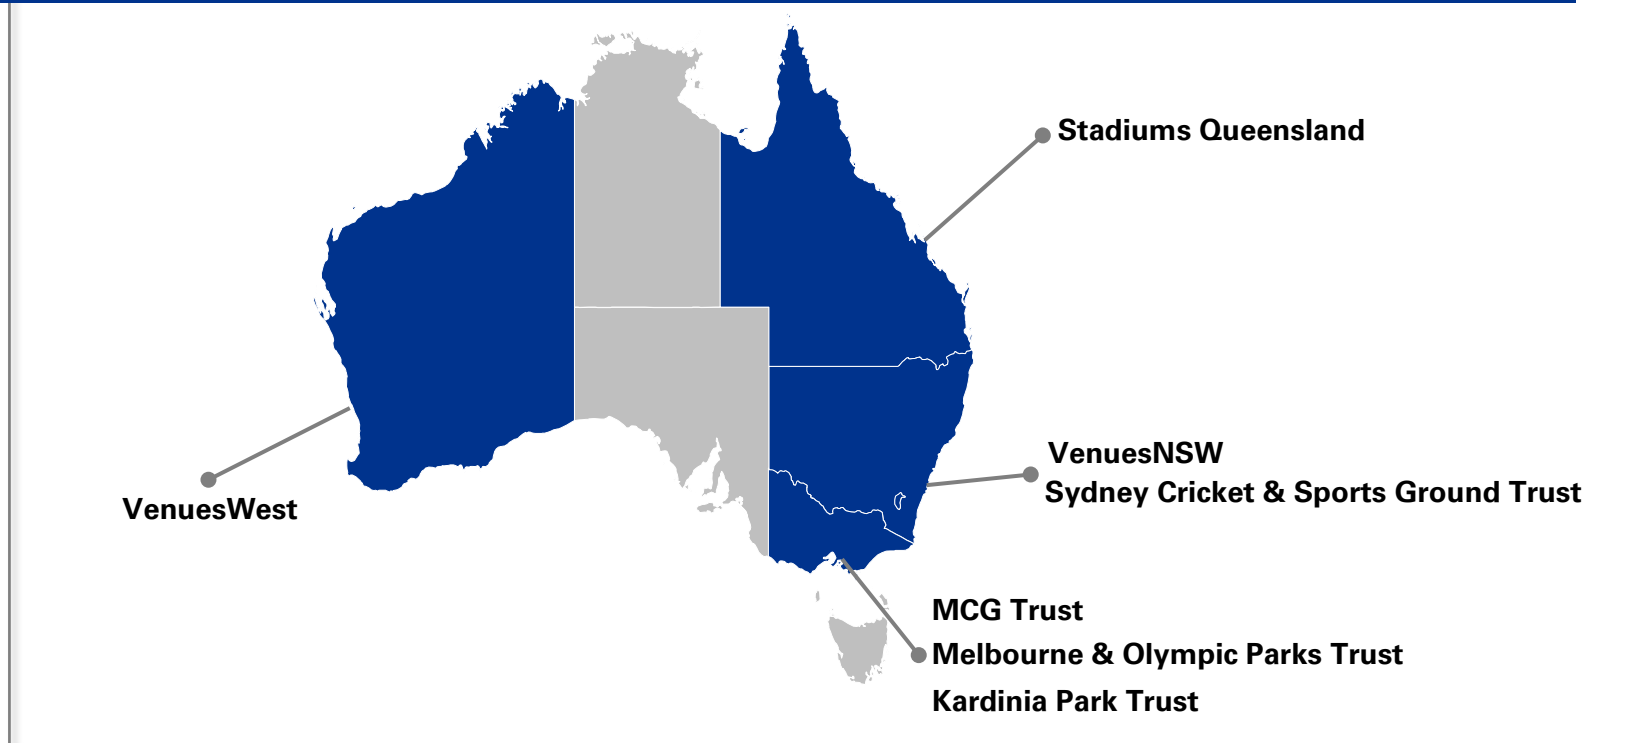 Stadiums Queensland
VenuesNSW
Sydney Cricket & Sports Ground Trust
VenuesWest
MCG Trust
Melbourne & Olympic Parks Trust
Kardinia Park Trust